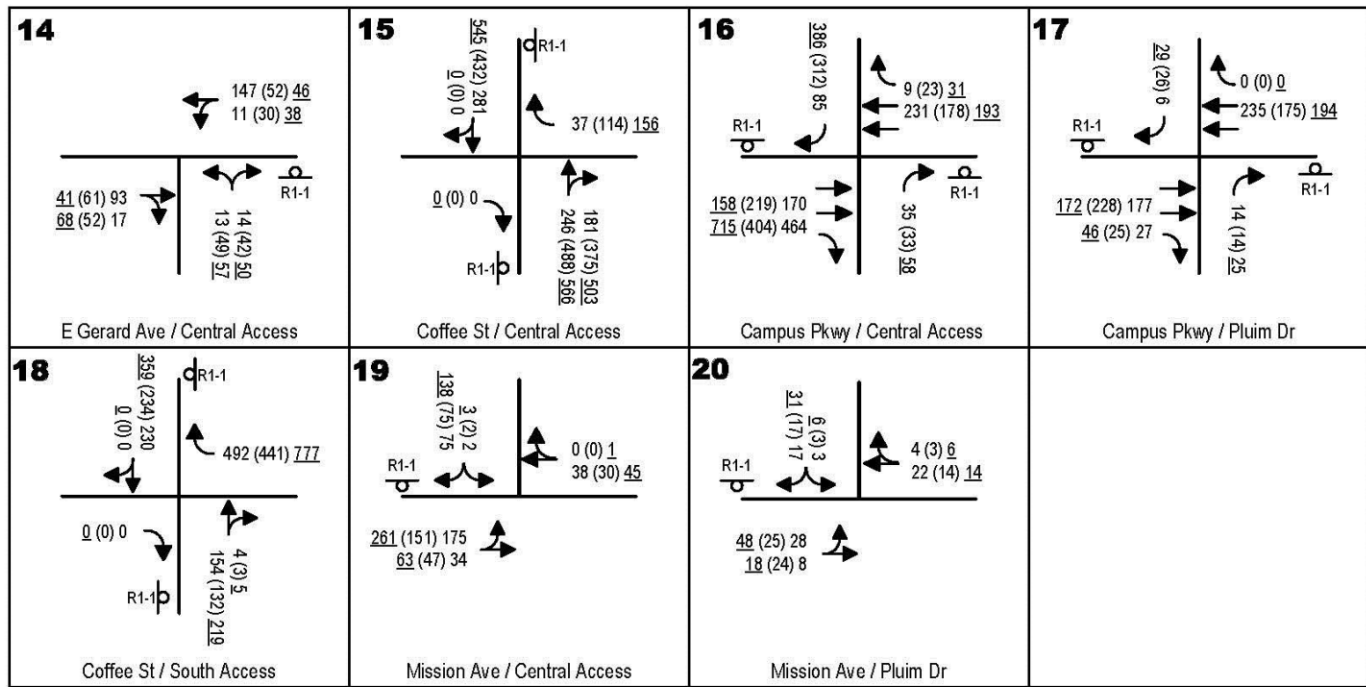 14
147 (52) 46
11 (30) 38
R1-1
41 (61) 93
68 (52) 17
14 (42) 50
13 (49) 57
E Gerard Ave / Central Access
15
545 (432) 281
0 (0) 0
R1-1
37 (114) 156
0 (0) 0
R1-1
181 (375) 503
246 (488) 566
Coffee St / Central Access
16
386 (312) 85
9 (23) 31
231 (178) 193
R1-1
158 (219) 170
715 (404) 464
35 (33) 58
R1-1
Campus Pkwy / Central Access
17
29 (26) 6
0 (0) 0
235 (175) 194
R1-1
172 (228) 177
46 (25) 27
14 (14) 25
R1-1
Campus Pkwy / Pluim Dr
18
359 (234) 230
0 (0) 0
R1-1
492 (441) 777
0 (0) 0
R1-1
4 (3) 5
154 (132) 219
Coffee St / South Access
19
3 (2) 2
138 (75) 75
0 (0) 1
38 (30) 45
R1-1
261 (151) 175
63 (47) 34
Mission Ave / Central Access
20
6 (3) 3
31 (17) 17
4 (3) 6
22 (14) 14
R1-1
48 (25) 28
18 (24) 8
Mission Ave / Pluim Dr